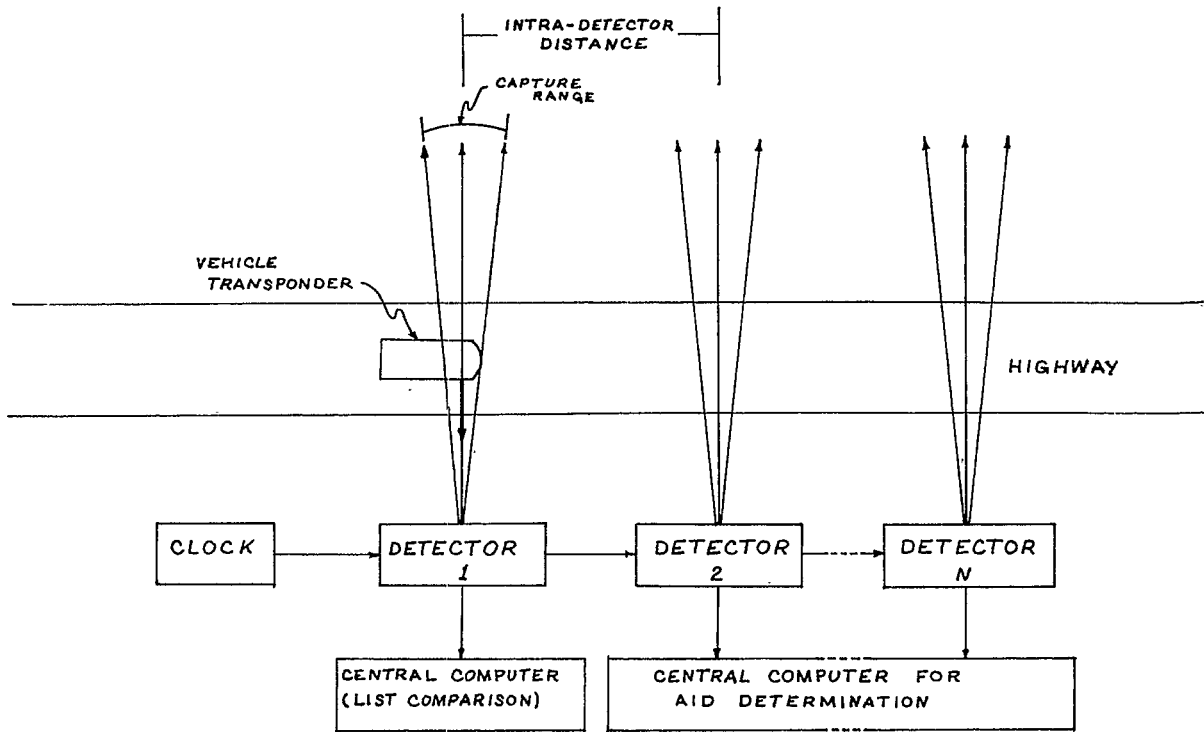 INTRA-DETECTOR
DISTANCE
CAPTURE
RANGE
VEHICLE
TRANSPONDER
HIGHWAY
CLOCK
DETECTOR
1
DETECTOR
2
DETECTOR
N
CENTRAL COMPUTER
(LIST COMPARISON)
CENTRAL COMPUTER FOR
AID DETERMINATION